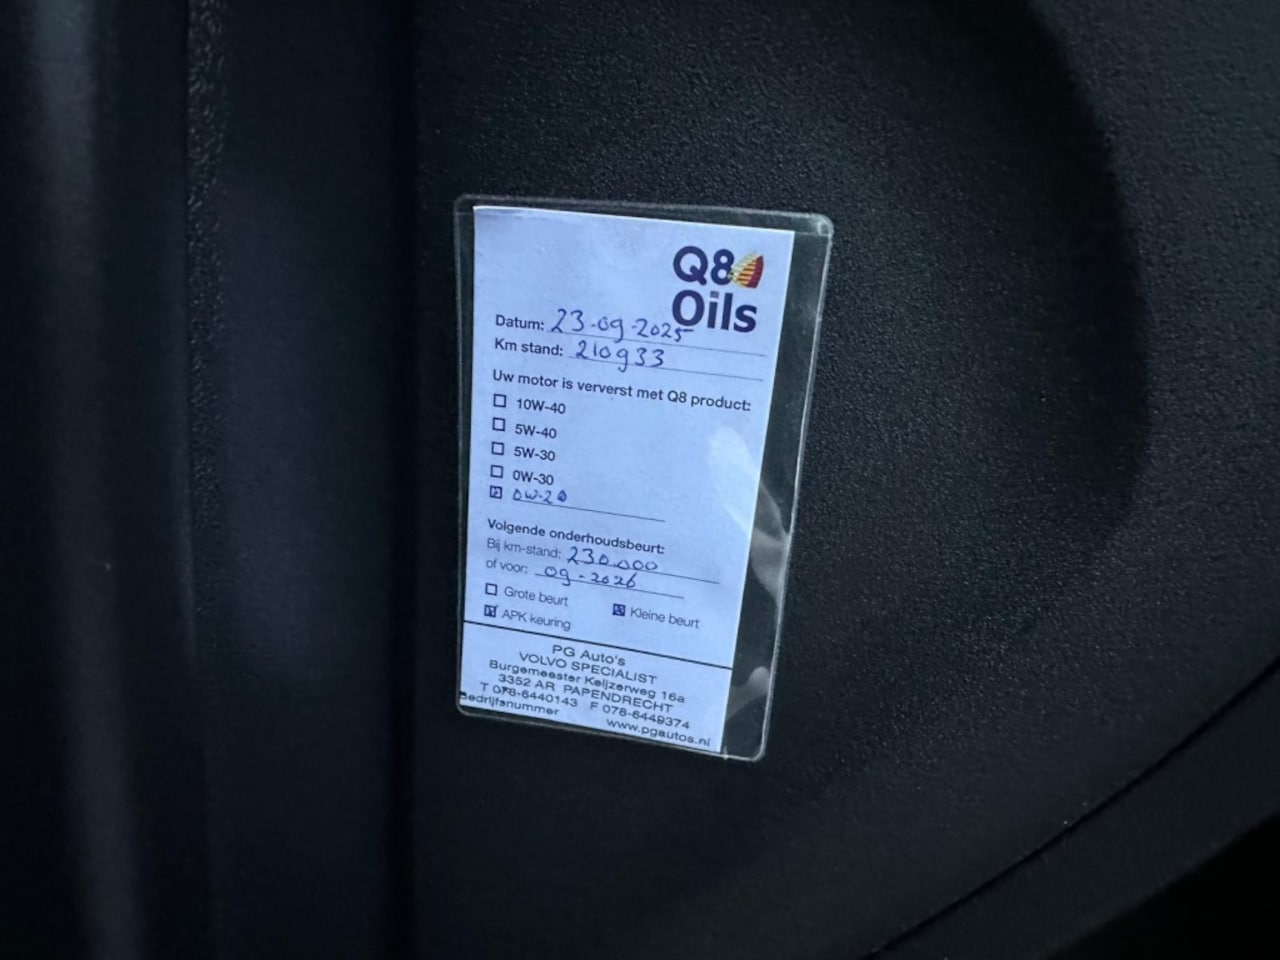 Q8
Oils
Datum: 23-09-2025
Km stand: 210933
Uw motor is ververst met Q8 product:
10W-40
5W-40
5W-30
0W-30
0W-20
Volgende onderhoudsbeurt:
Bij km-stand: 230.000
of voor: 09-2026
Grote beurt
Kleine beurt
APK keuring
PG Auto's
VOLVO SPECIALIST
Burgemeester Keijzerweg 16a
3352 AR PAPENDRECHT
T 078-6440143 F 078-6449374
Bedrijfsnummer www.pgautos.nl